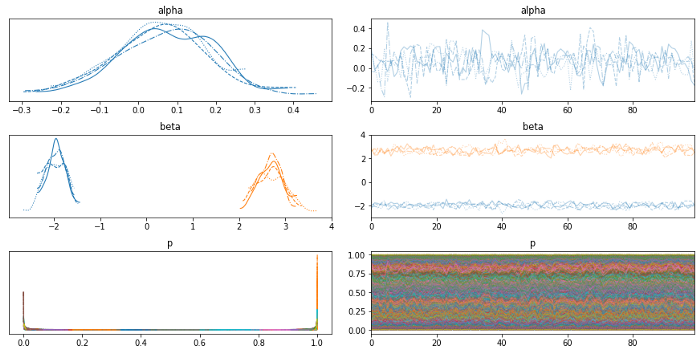 alpha
alpha
0.4
0.2
0.0
−0.2
−0.3 −0.2 −0.1 0.0 0.1 0.2 0.3 0.4
0 20 40 60 80
beta
beta
4
2
0
−2
−2 −1 0 1 2 3 4
0 20 40 60 80
p
p
1.00
0.75
0.50
0.25
0.00
0.0 0.2 0.4 0.6 0.8 1.0
0 20 40 60 80